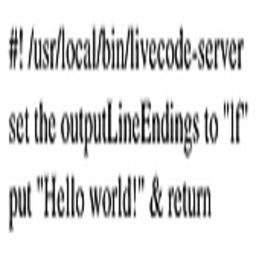 #! /usr/local/bin/livecode-server
set the outputLineEndings to "lf"
put "Hello world!" & return